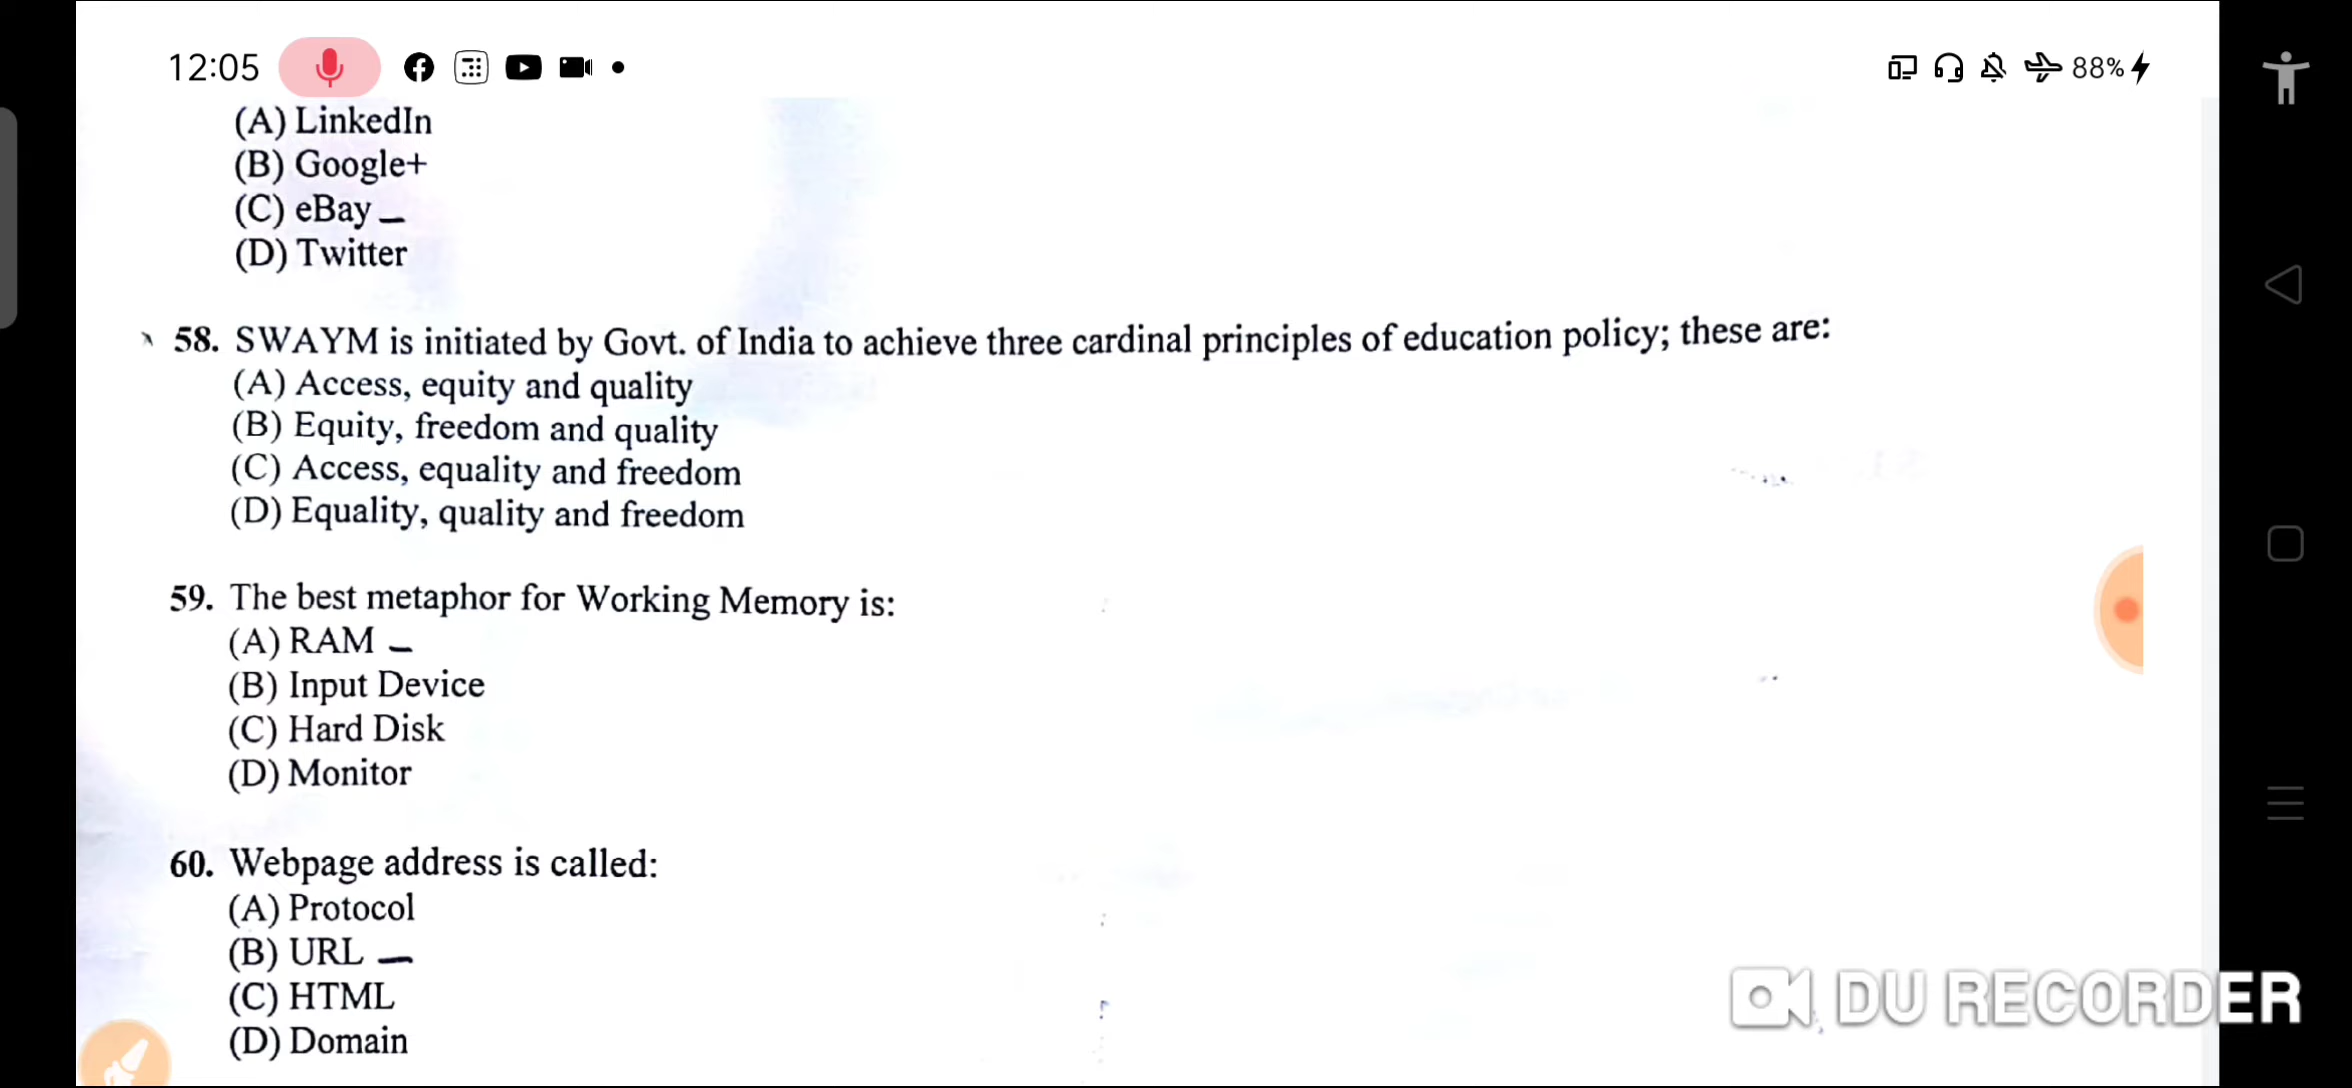 12:05
88%
(A) LinkedIn
(B) Google+
(C) eBay
(D) Twitter
58. SWAYM is initiated by Govt. of India to achieve three cardinal principles of education policy; these are:
(A) Access, equity and quality
(B) Equity, freedom and quality
(C) Access, equality and freedom
(D) Equality, quality and freedom
59. The best metaphor for Working Memory is:
(A) RAM
(B) Input Device
(C) Hard Disk
(D) Monitor
60. Webpage address is called:
(A) Protocol
(B) URL
(C) HTML
(D) Domain
DU RECORDER